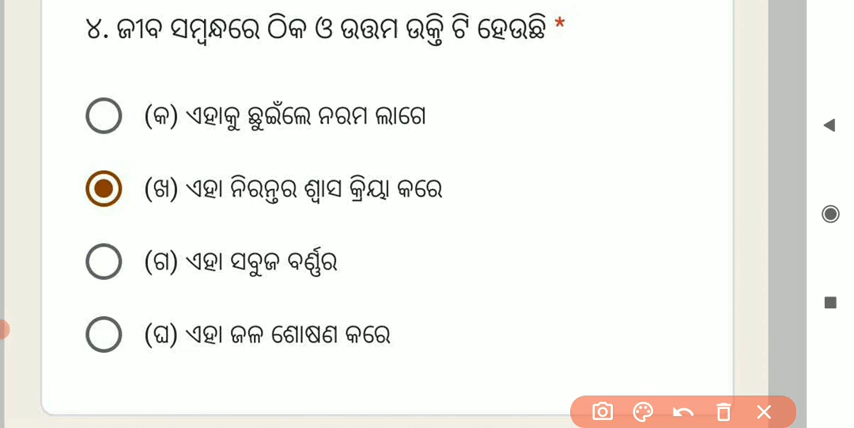 ୪. ଜୀବ ସମ୍ବନ୍ଧରେ ଠିକ ଓ ଉତ୍ତମ ଉକ୍ତି ଟି ହେଉଛି *
(କ) ଏହାକୁ ଛୁଇଁଲେ ନରମ ଲାଗେ
(ଖ) ଏହା ନିରନ୍ତର ଶ୍ୱାସ କ୍ରିୟା କରେ
(ଗ) ଏହା ସବୁଜ ବର୍ଣ୍ଣର
(ଘ) ଏହା ଜଳ ଶୋଷଣ କରେ